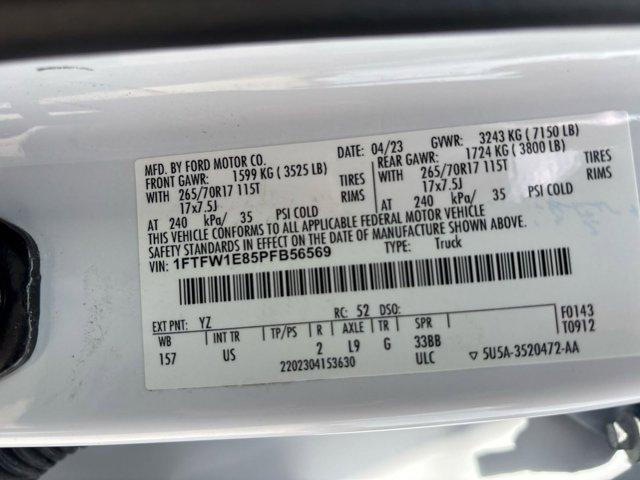 MFD. BY FORD MOTOR CO.
DATE: 04/23 GVWR: 3243 KG ( 7150 LB)
FRONT GAWR: 1599 KG ( 3525 LB)
REAR GAWR: 1724 KG ( 3800 LB)
WITH 265/70R17 115T TIRES
265/70R17 115T TIRES
17x7.5J RIMS
WITH 17x7.5J RIMS
AT 240 kPa/ 35 PSI COLD
AT 240 kPa/ 35 PSI COLD
THIS VEHICLE CONFORMS TO ALL APPLICABLE FEDERAL MOTOR VEHICLE
SAFETY STANDARDS IN EFFECT ON THE DATE OF MANUFACTURE SHOWN ABOVE.
VIN: 1FTFW1E85PFB56569 TYPE: Truck
EXT PNT: YZ RC: 52 DSO: F0143
WB INT TR TP/PS R AXLE TR SPR T0912
157 US 2 L9 G 33BB
2202304153630 ULC ▽ 5U5A-3520472-AA